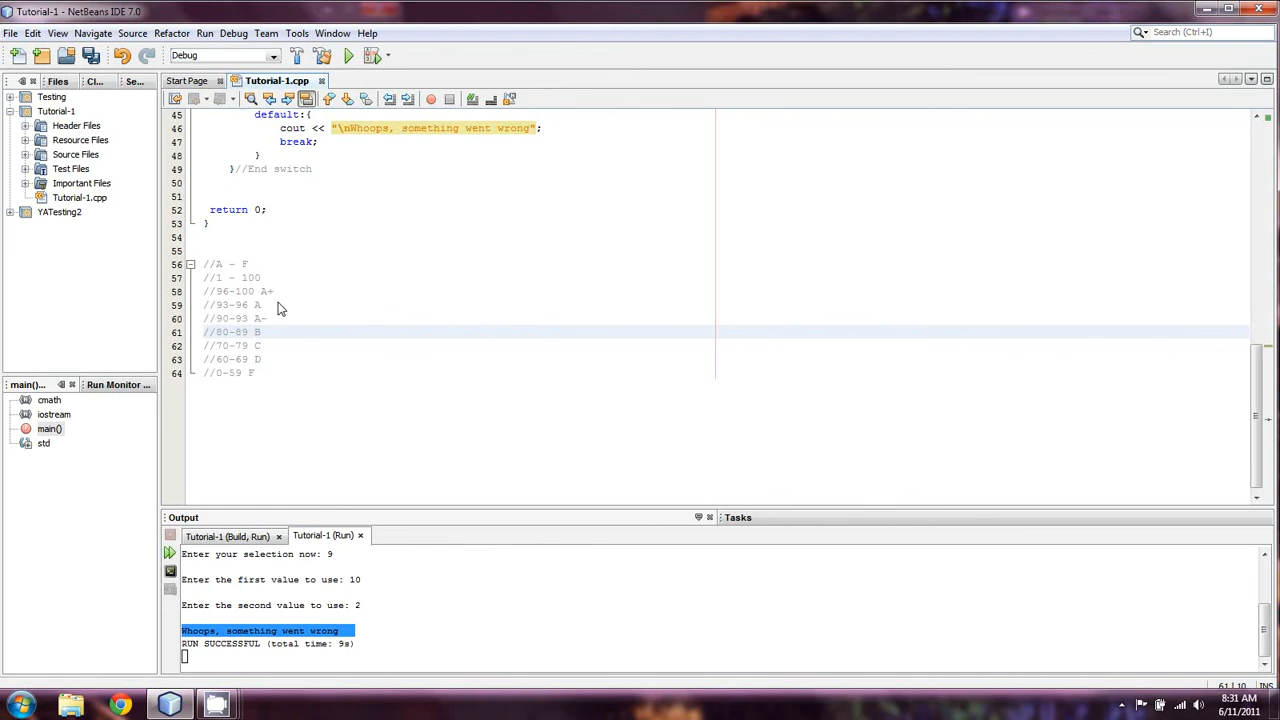 Tutorial-1 - NetBeans IDE 7.0
File Edit View Navigate Source Refactor Run Debug Team Tools Window Help
Search (Ctrl+I)
Debug
Files Cl... Se...
Start Page Tutorial-1.cpp
Testing
Tutorial-1
Header Files
Resource Files
Source Files
Test Files
Important Files
Tutorial-1.cpp
YATesting2
45 default:{
46 cout << "\nWhoops, something went wrong";
47 break;
48 }
49 }//End switch
50
51
52 return 0;
53 }
54
55
56 //A - F
57 //1 - 100
58 //96-100 A+
59 //93-96 A
60 //90-93 A-
61 //80-89 B
62 //70-79 C
63 //60-69 D
64 //0-59 F
main()... Run Monitor ...
cmath
iostream
main()
std
Output Tasks
Tutorial-1 (Build, Run) Tutorial-1 (Run)
Enter your selection now: 9
Enter the first value to use: 10
Enter the second value to use: 2
Whoops, something went wrong
RUN SUCCESSFUL (total time: 9s)
61 | 10 INS
8:31 AM
6/11/2011